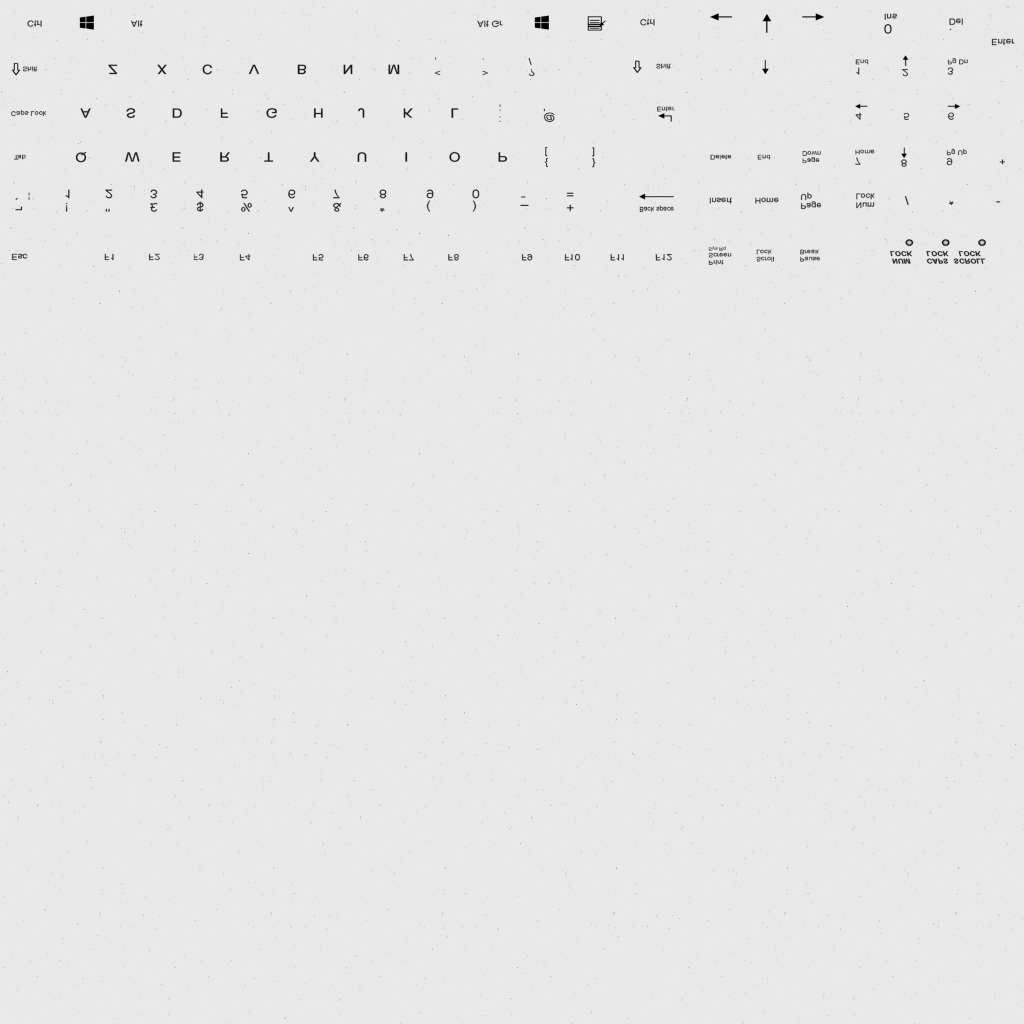 Esc F1 F2 F3 F4 F5 F6 F7 F8 F9 F10 F11 F12
Print
Screen
Sys Rq
Scroll
Lock
Pause
Break
NUM
LOCK
CAPS
LOCK
SCROLL
LOCK
¬ ! " £ $ % ^ & * ( ) _ +
` ¦ 1 2 3 4 5 6 7 8 9 0 - =
Back space
Insert Home
Page
Up
Num
Lock
/ * -
Tab Q W E R T Y U I O P
{ }
[ ]
Delete End
Page
Down
7 8 9 +
Home Pg Up
Caps Lock A S D F G H J K L : @
; '
Enter
4 5 6
Shift Z X C V B N M < > ?
, . /
Shift
1 2 3
End Pg Dn
Enter
Ctrl Alt Alt Gr Ctrl
0 .
Ins Del